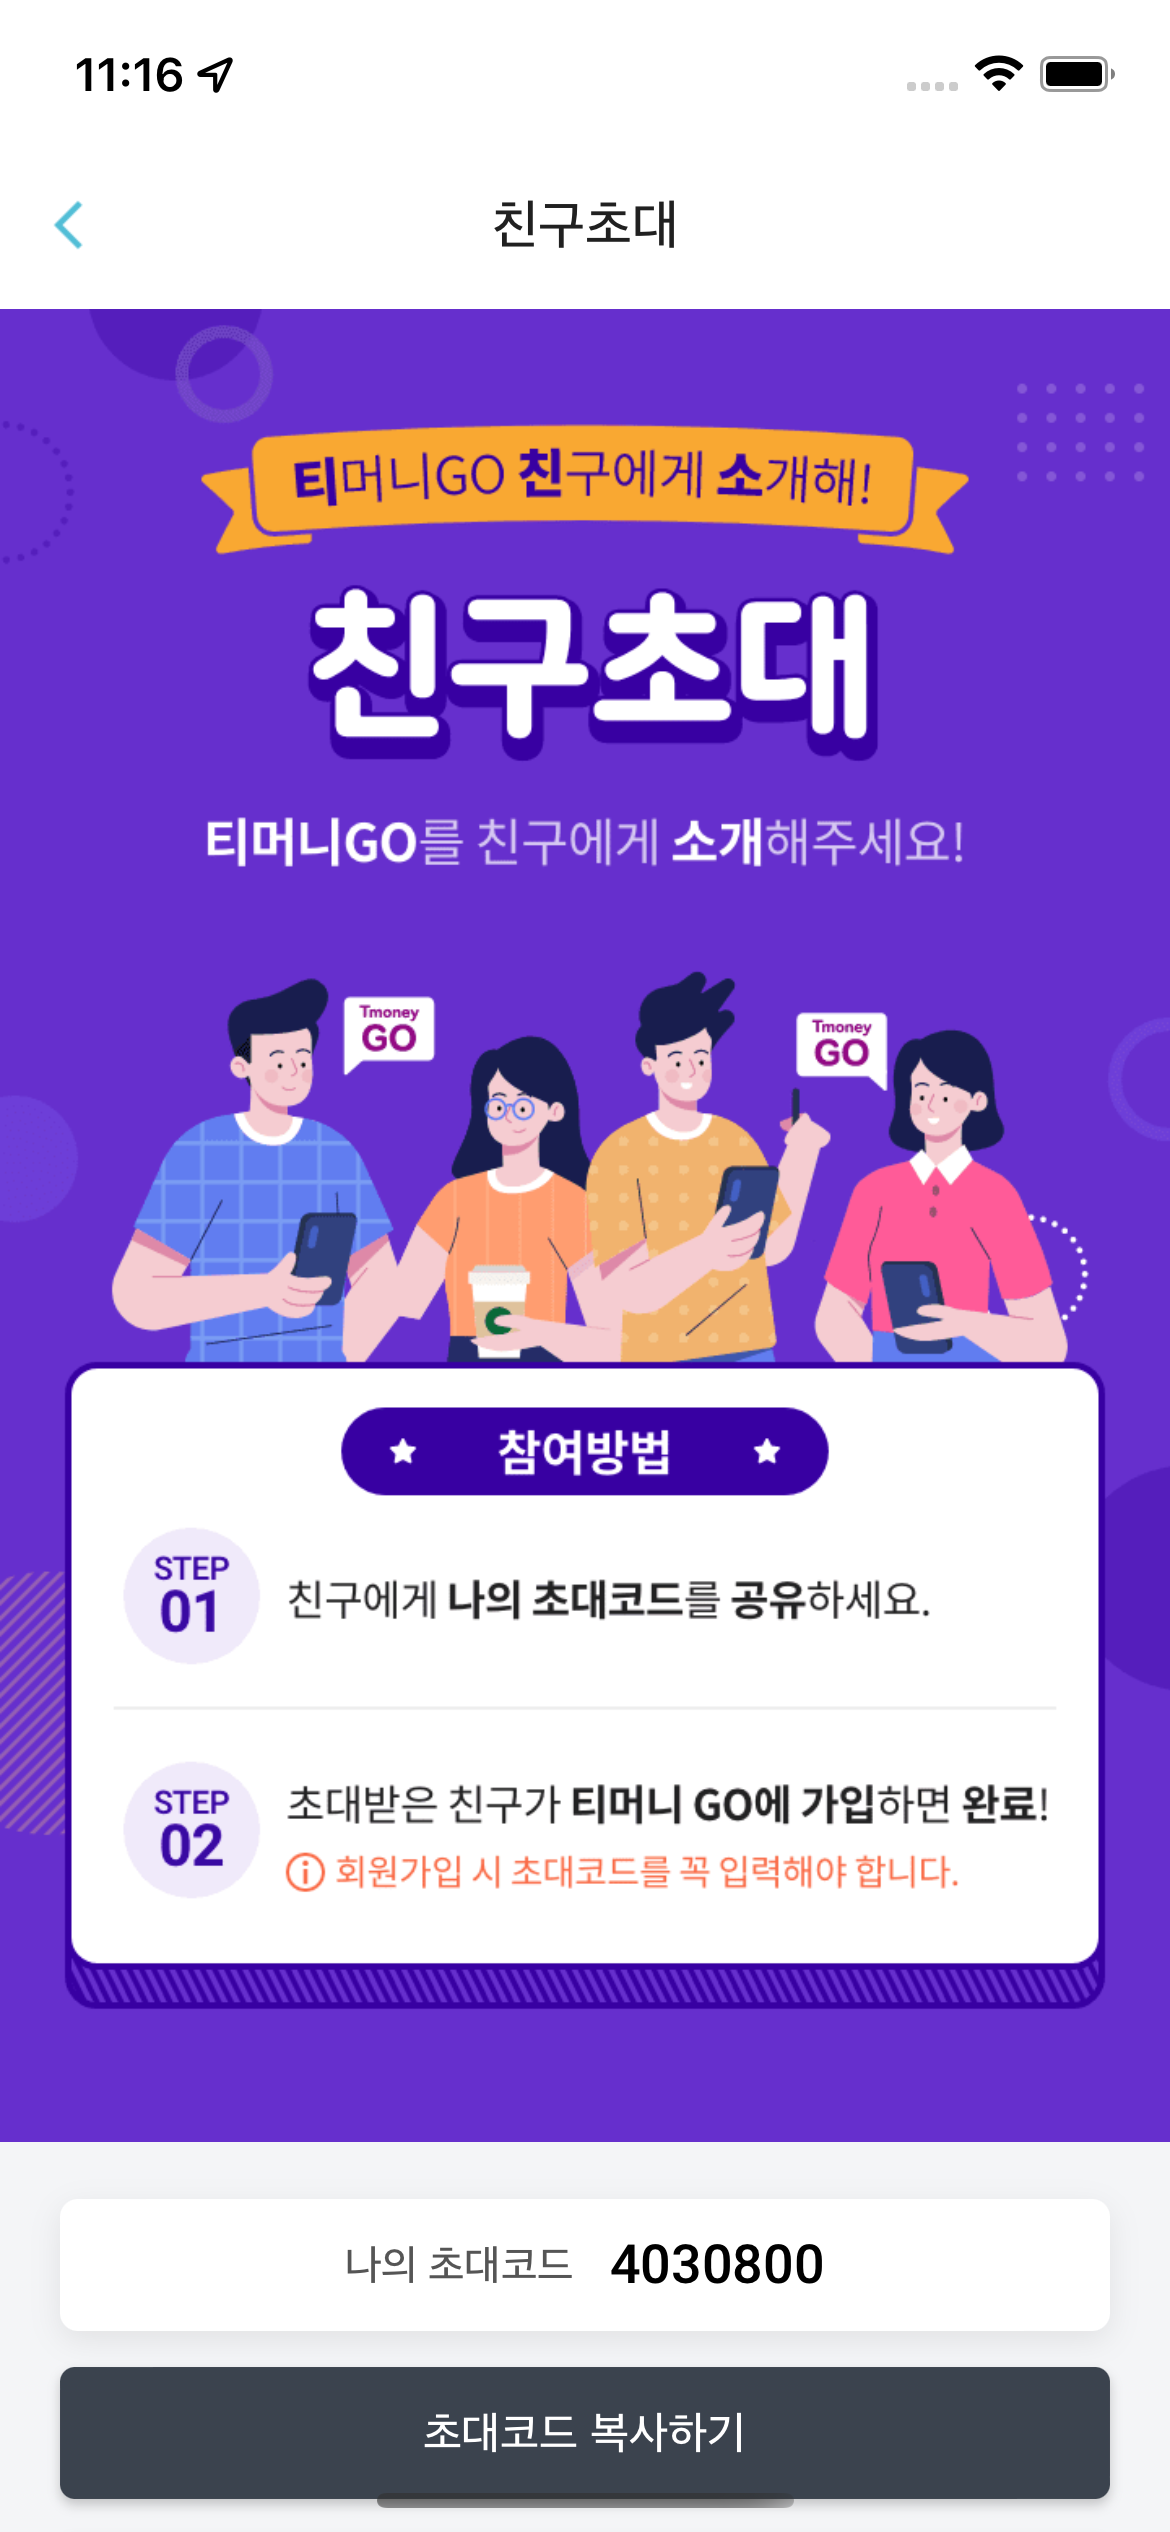 11:16
친구초대
티머니GO 친구에게 소개해!
친구초대
티머니GO를 친구에게 소개해주세요!
Tmoney
GO
Tmoney
GO
참여방법
STEP
01
친구에게 나의 초대코드를 공유하세요.
STEP
02
초대받은 친구가 티머니 GO에 가입하면 완료!
회원가입 시 초대코드를 꼭 입력해야 합니다.
나의 초대코드 4030800
초대코드 복사하기